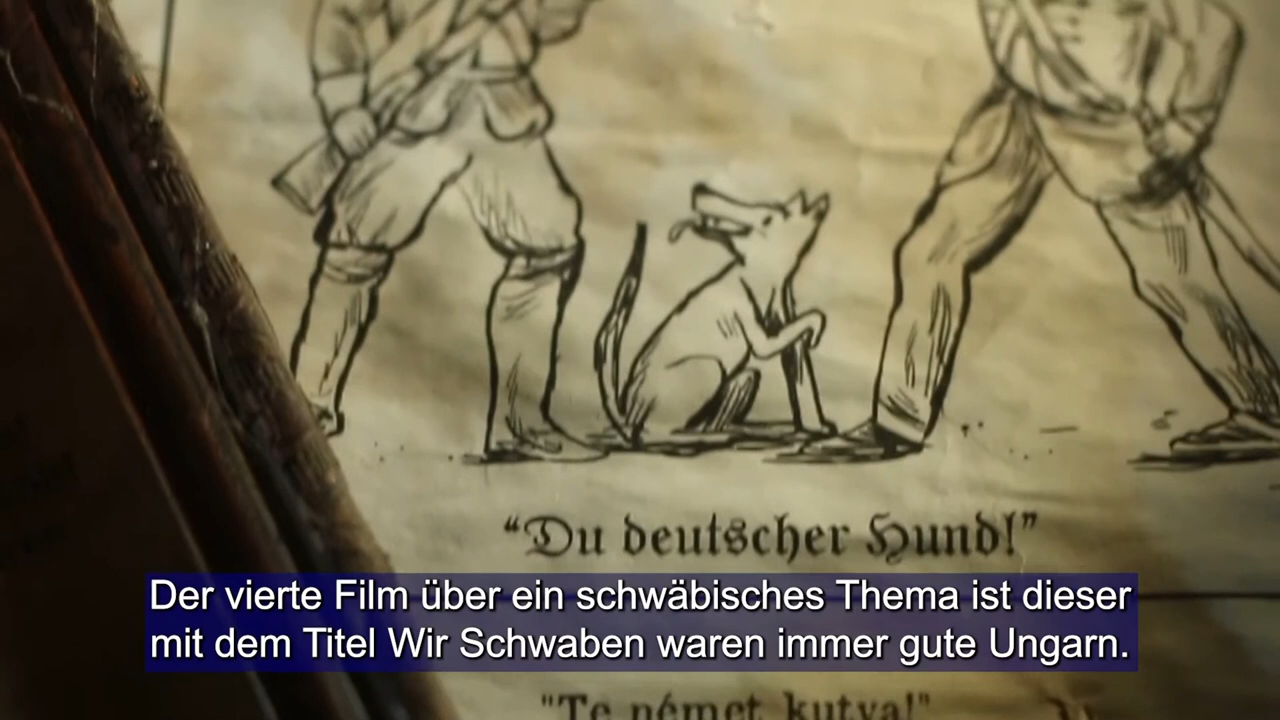 "Du deutscher Hund!"
Der vierte Film über ein schwäbisches Thema ist dieser
mit dem Titel Wir Schwaben waren immer gute Ungarn.
"Te német kutya!"